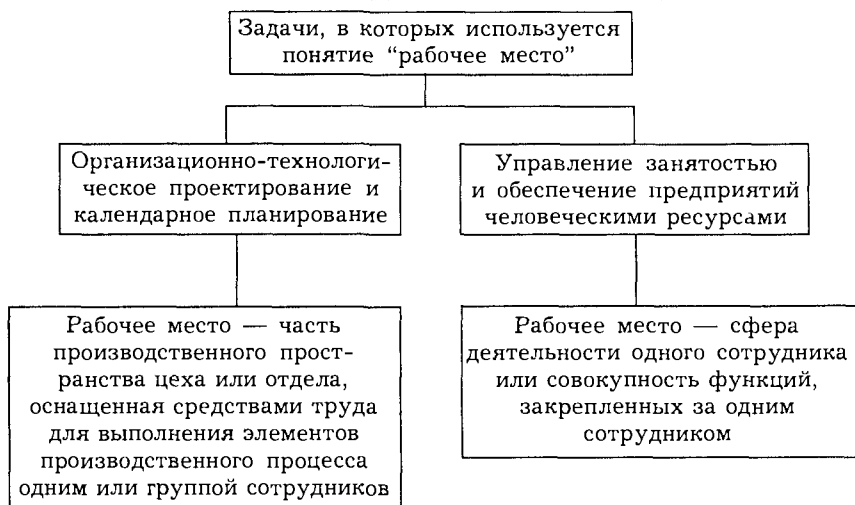 Задачи, в которых используется
понятие “рабочее место”
Организационно-технологи-
ческое проектирование и
календарное планирование
Управление занятостью
и обеспечение предприятий
человеческими ресурсами
Рабочее место — часть
производственного прост-
ранства цеха или отдела,
оснащенная средствами труда
для выполнения элементов
производственного процесса
одним или группой сотрудников
Рабочее место — сфера
деятельности одного сотрудника
или совокупность функций,
закрепленных за одним
сотрудником